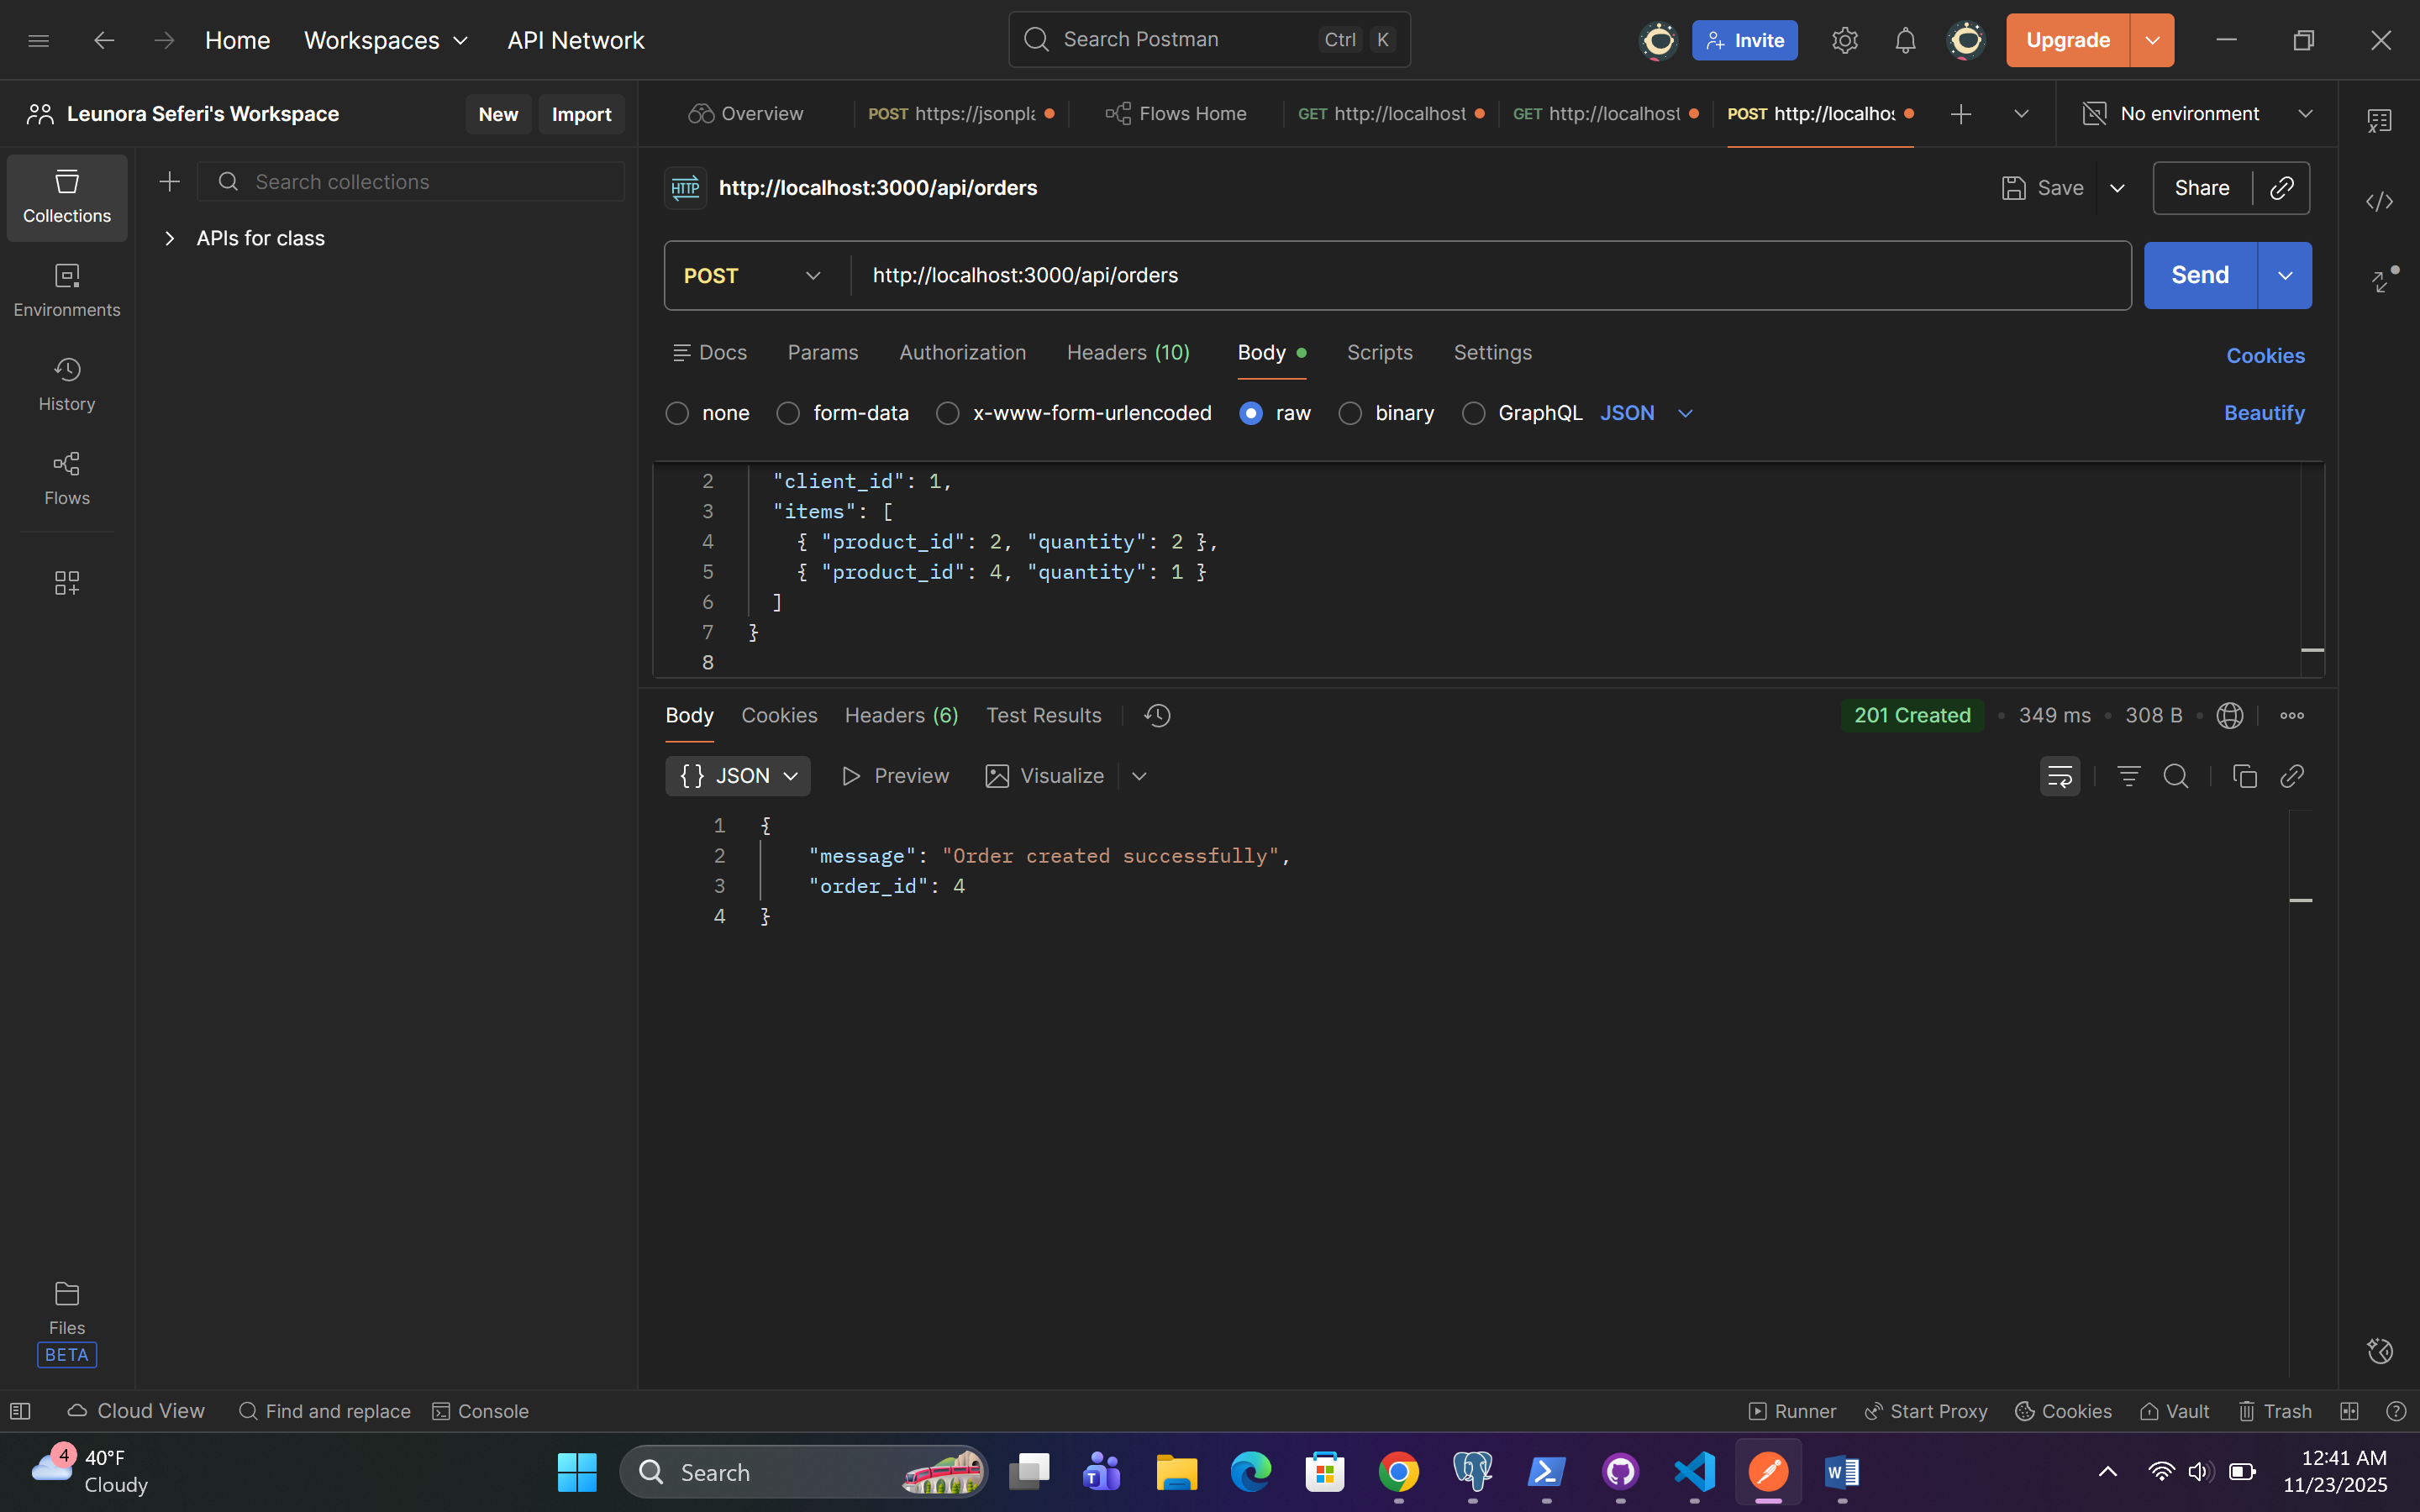 Home Workspaces API Network Search Postman Ctrl K Invite Upgrade
Leunora Seferi's Workspace New Import
Overview POST https://jsonpla Flows Home GET http://localhost GET http://localhost POST http://localhos No environment
Collections
Environments
History
Flows
Files
BETA
Search collections
APIs for class
HTTP http://localhost:3000/api/orders Save Share
POST http://localhost:3000/api/orders Send
Docs Params Authorization Headers (10) Body Scripts Settings Cookies
none form-data x-www-form-urlencoded raw binary GraphQL JSON Beautify
2 "client_id": 1,
3 "items": [
4 { "product_id": 2, "quantity": 2 },
5 { "product_id": 4, "quantity": 1 }
6 ]
7 }
8
Body Cookies Headers (6) Test Results 201 Created • 349 ms • 308 B •
{} JSON Preview Visualize
1 {
2 "message": "Order created successfully",
3 "order_id": 4
4 }
Cloud View Find and replace Console Runner Start Proxy Cookies Vault Trash
4 40°F
Cloudy
Search
12:41 AM
11/23/2025